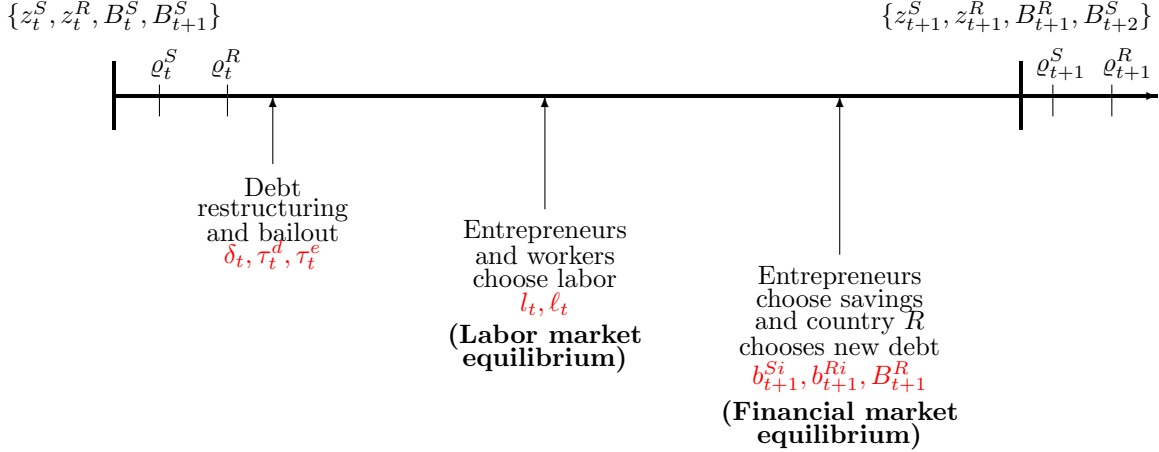 {z_t^S, z_t^R, B_t^S, B_{t+1}^S}
{z_{t+1}^S, z_{t+1}^R, B_{t+1}^R, B_{t+2}^S}
ϱ_t^S
ϱ_t^R
ϱ_{t+1}^S
ϱ_{t+1}^R
Debt
restructuring
and bailout
δ_t, τ_t^d, τ_t^e
Entrepreneurs
and workers
choose labor
l_t, ℓ_t
(Labor market
equilibrium)
Entrepreneurs
choose savings
and country R
chooses new debt
b_{t+1}^{Si}, b_{t+1}^{Ri}, B_{t+1}^R
(Financial market
equilibrium)